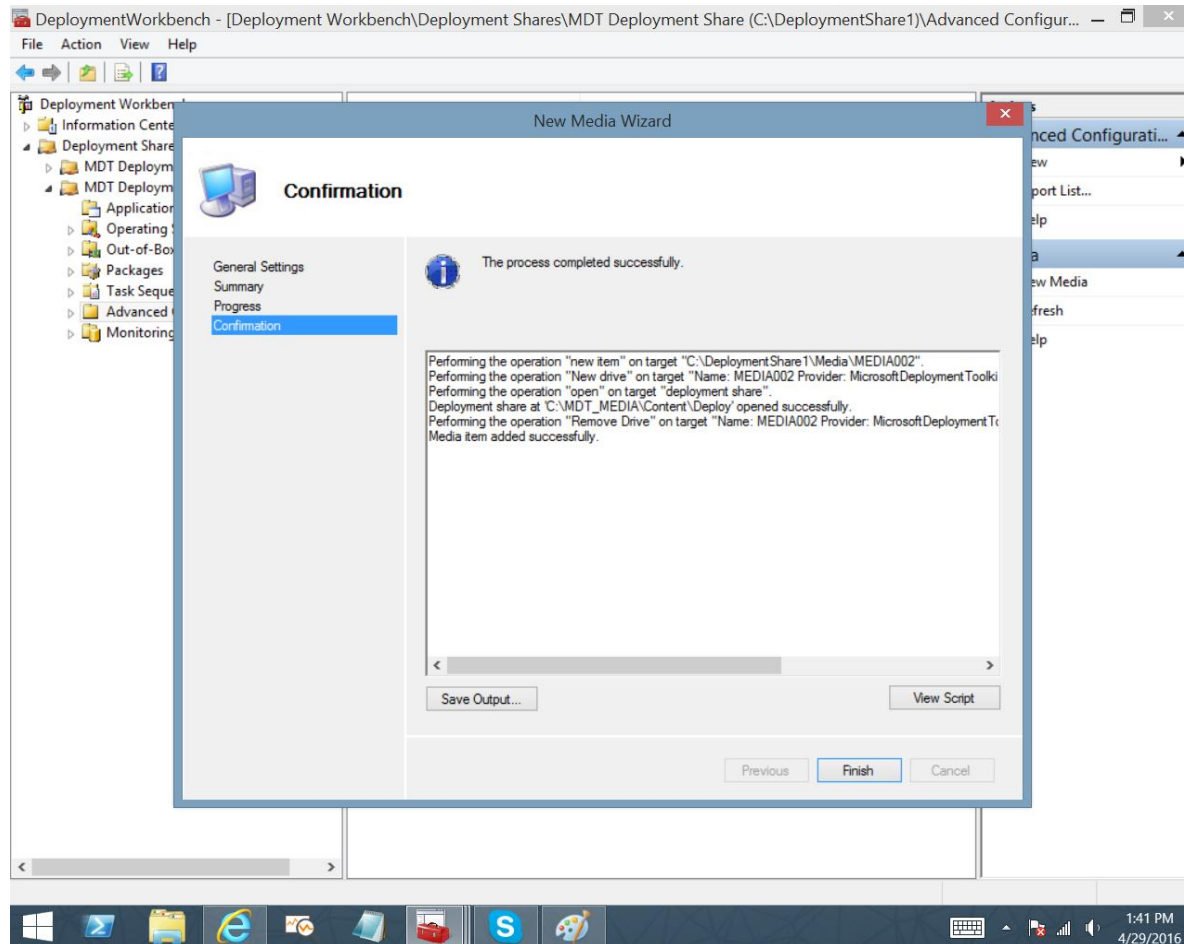 DeploymentWorkbench - [Deployment Workbench\Deployment Shares\MDT Deployment Share (C:\DeploymentShare1)\Advanced Configur...
File Action View Help
Deployment Workben
Information Cente
Deployment Share
MDT Deploym
MDT Deploym
Application
Operating
Out-of-Box
Packages
Task Seque
Advanced
Monitoring
New Media Wizard
Confirmation
General Settings
Summary
Progress
Confirmation
The process completed successfully.
Performing the operation "new item" on target "C:\DeploymentShare1\Media\MEDIA002".
Performing the operation "New drive" on target "Name: MEDIA002 Provider: MicrosoftDeploymentToolki
Performing the operation "open" on target "deployment share".
Deployment share at 'C:\MDT_MEDIA\Content\Deploy' opened successfully.
Performing the operation "Remove Drive" on target "Name: MEDIA002 Provider: MicrosoftDeploymentTo
Media item added successfully.
Save Output...
View Script
Previous Finish Cancel
nced Configurati...
ew
port List...
elp
a
ew Media
fresh
elp
1:41 PM
4/29/2016